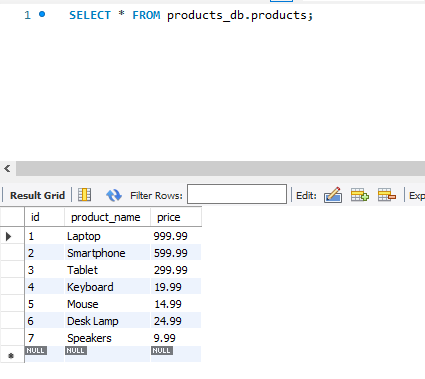 1 SELECT * FROM products_db.products;
Result Grid Filter Rows: Edit: Exp
id product_name price
1 Laptop 999.99
2 Smartphone 599.99
3 Tablet 299.99
4 Keyboard 19.99
5 Mouse 14.99
6 Desk Lamp 24.99
7 Speakers 9.99
NULL NULL NULL